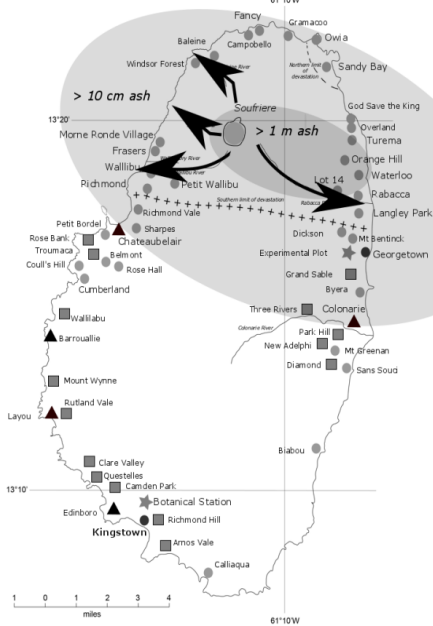 61°10'
Fancy
Gramacoo
Baleine
Campobello
Owia
Windsor Forest
Northern limit of
devastation
Sandy Bay
> 10 cm ash
Soufriere
God Save the King
13°20
Overland
> 1 m ash
Morne Ronde Village
Turema
Frasers
Orange Hill
Walllibu
Waterloo
Richmond
Petit Wallibu
Lot 14
Rabacca
Southern limit of devastation
Langley Park
Richmond Vale
Petit Bordel
Sharpes
Dickson
Mt Bentinck
Rose Bank
Chateaubelair
Troumaca
Belmont
Experimental Plot
Georgetown
Coull's Hill
Rose Hall
Grand Sable
Cumberland
Byera
Three Rivers
Colonarie
Wallilabu
Colonarie River
Park Hill
Barrouallie
New Adelphi
Mt Greenan
Diamond
Sans Souci
Mount Wynne
Rutland Vale
Layou
Biabou
Clare Valley
Questelles
13°10'
Camden Park
Botanical Station
Edinboro
Richmond Hill
Kingstown
Arnos Vale
Calliaqua
1 0 1 2 3 4
miles
61°10'